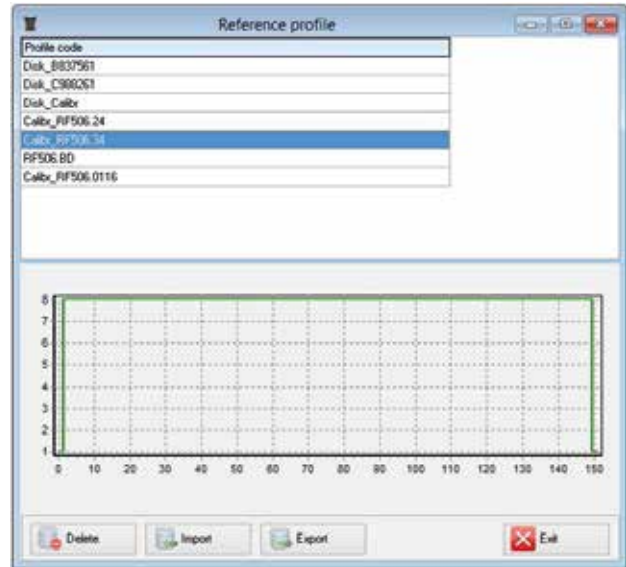 Reference profile
Profile code
Disk_B837561
Disk_C988261
Disk_Calibr
Calibr_RF506.24
Calibr_RF506.34
RF506.BD
Calibr_RF506.0116
8
7
6
5
4
3
2
1
0 10 20 30 40 50 60 70 80 90 100 110 120 130 140 150
Delete Import Export Exit